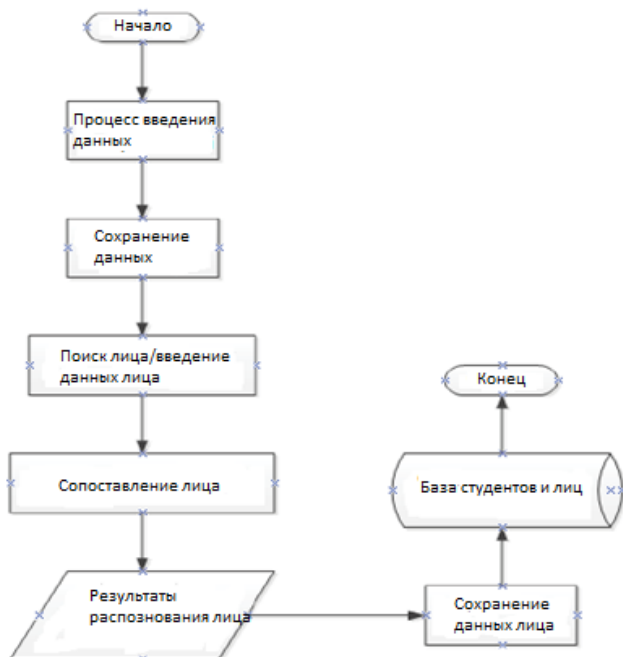 Начало
Процесс введения
данных
Сохранение
данных
Поиск лица/введение
данных лица
Сопоставление лица
Результаты
распознования лица
Сохранение
данных лица
База студентов и лиц
Конец